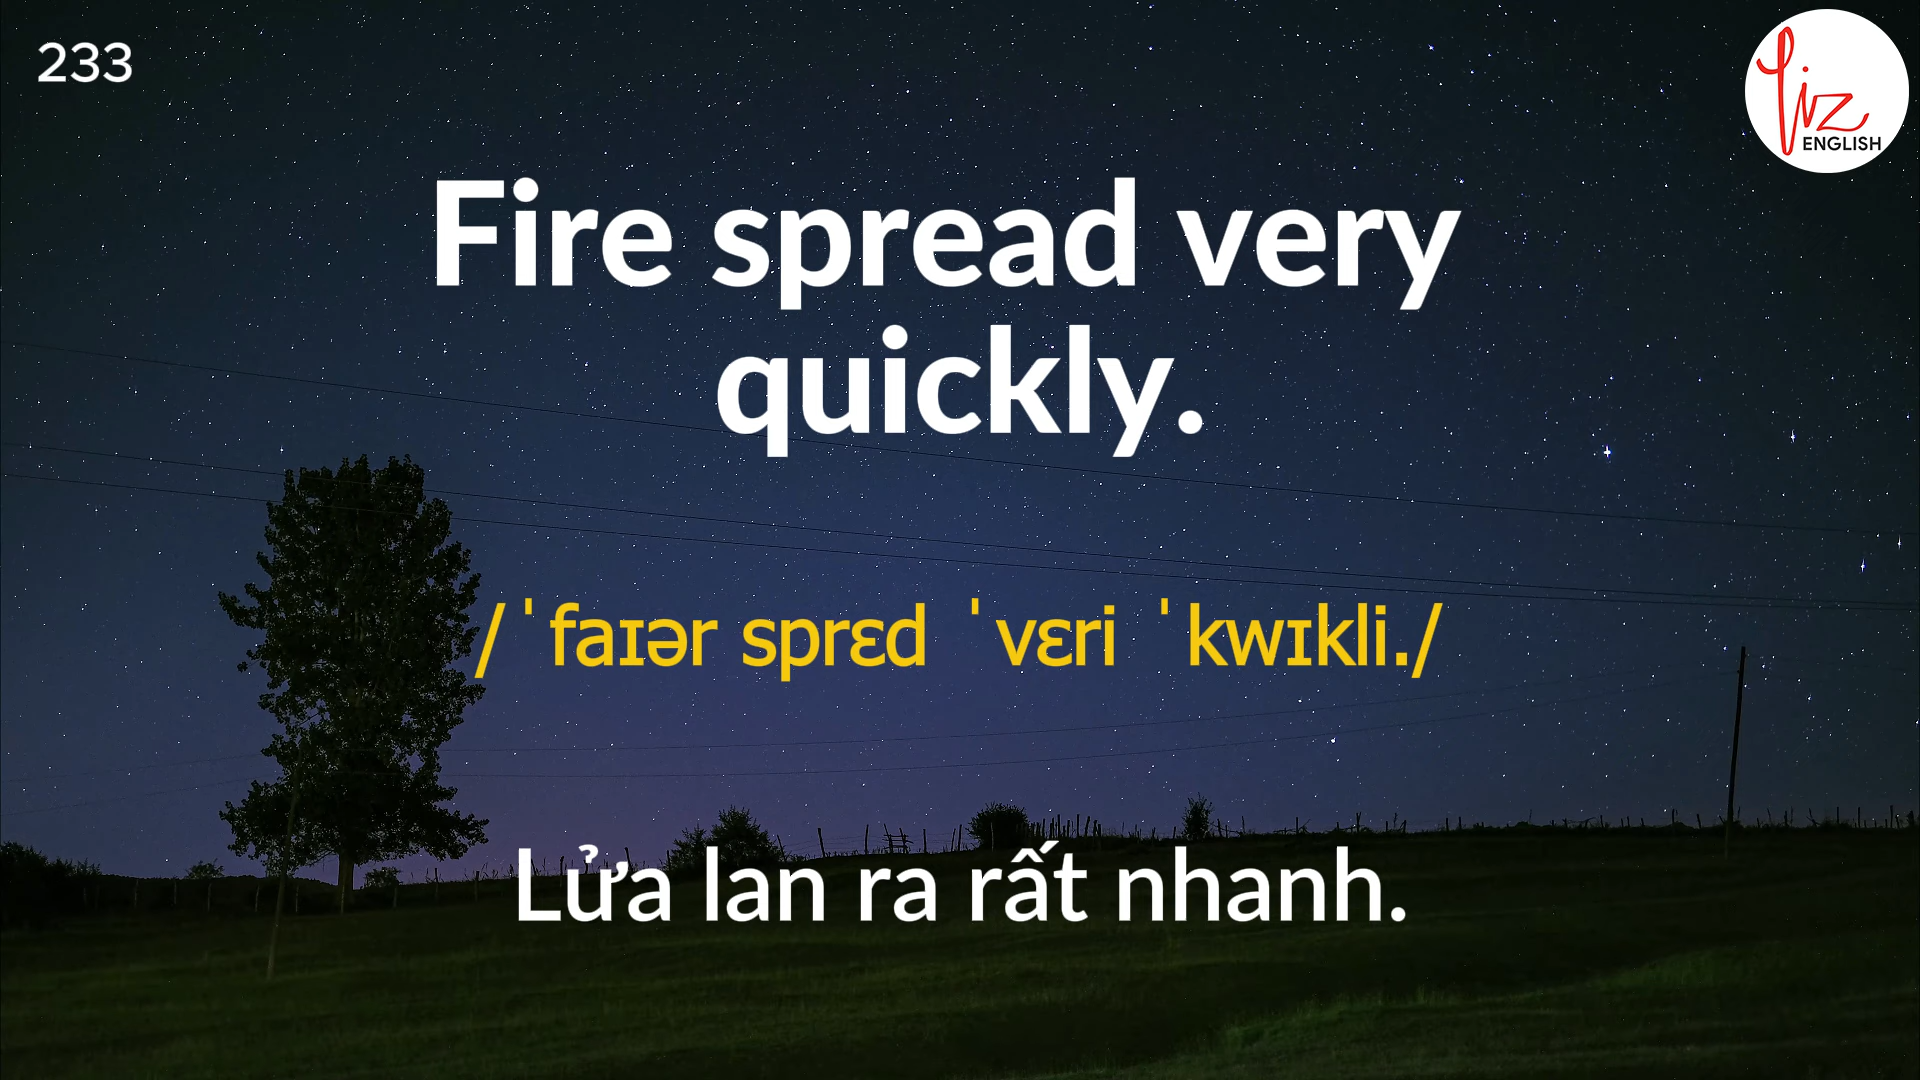 233
Liz
ENGLISH
Fire spread very
quickly.
/ˈfaɪər sprɛd ˈvɛri ˈkwɪkli./
Lửa lan ra rất nhanh.